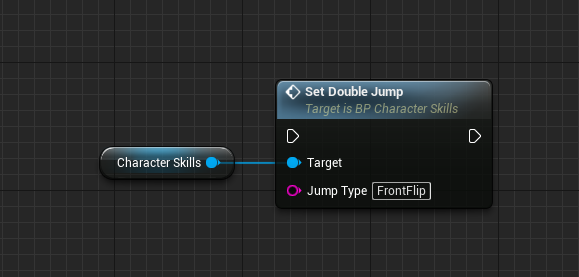 Set Double Jump
Target is BP Character Skills
Character Skills
Target
Jump Type FrontFlip